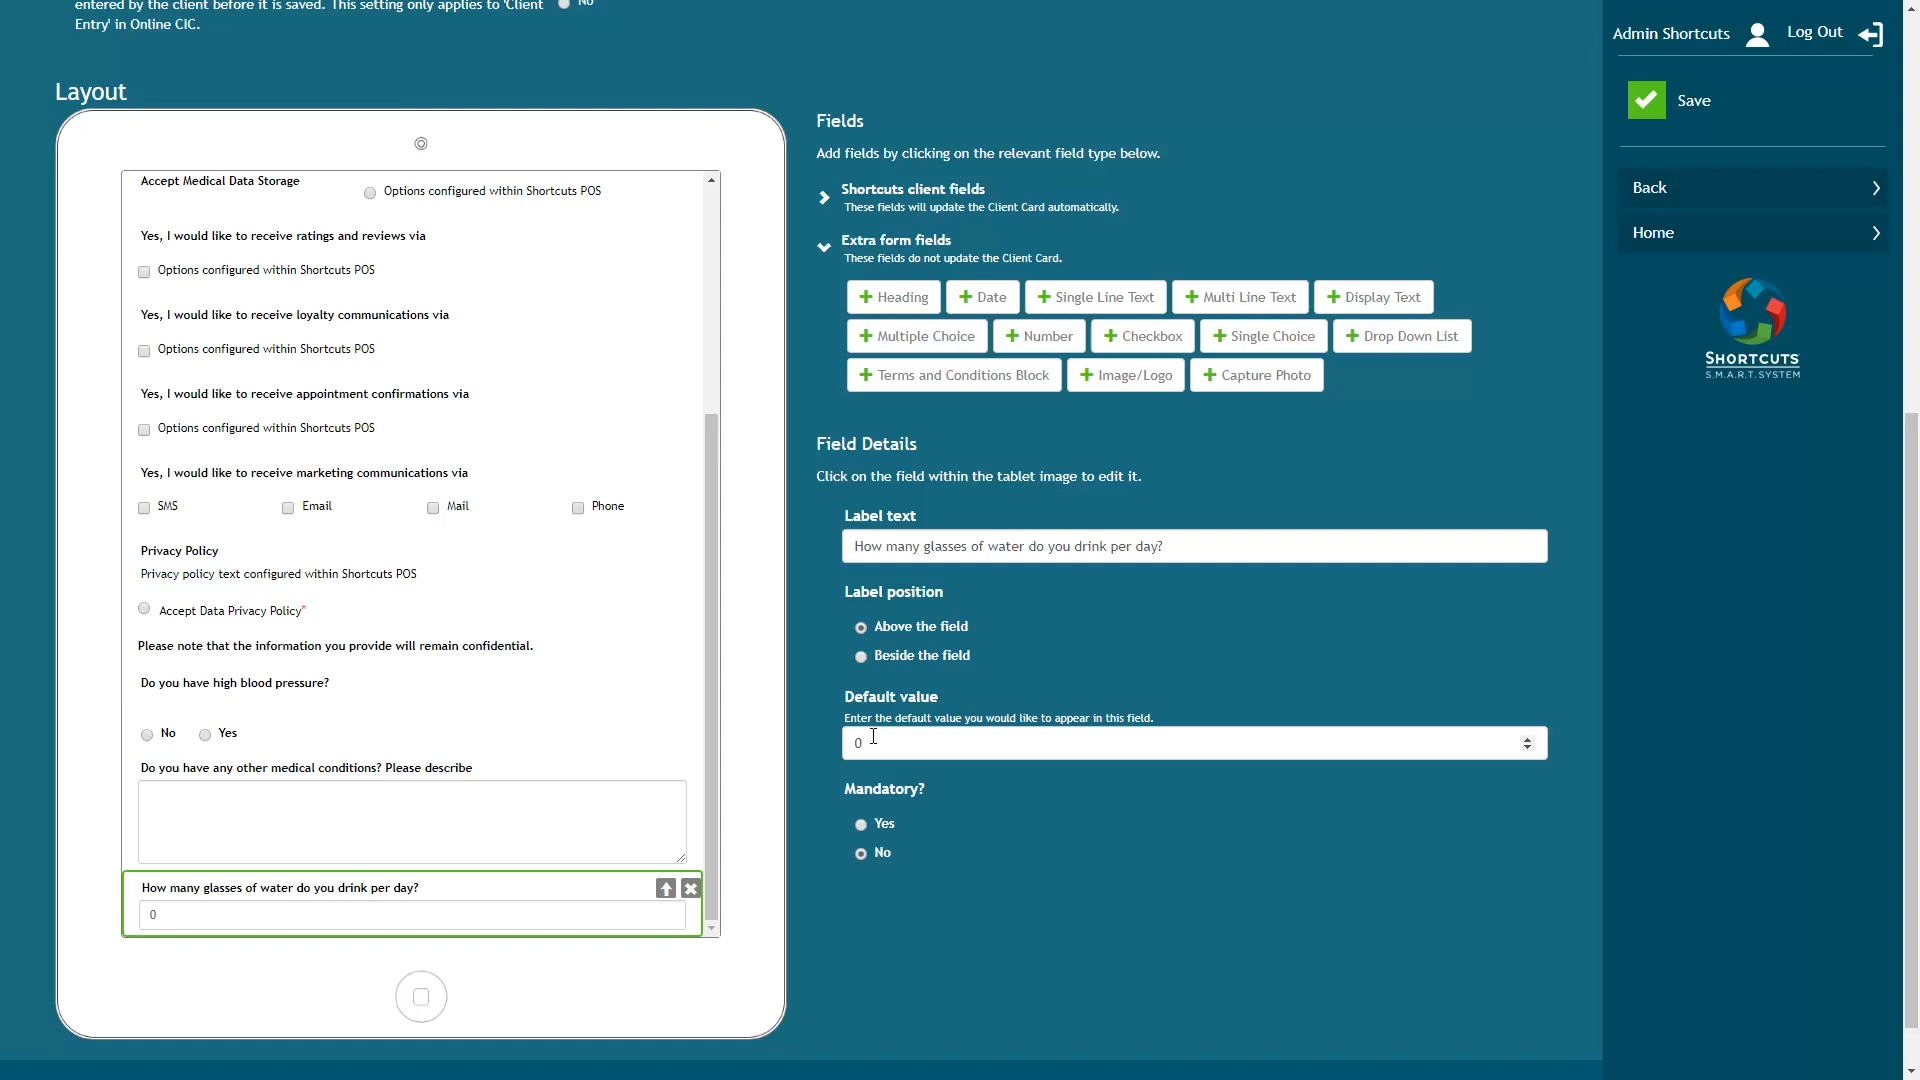 entered by the client before it is saved. This setting only applies to 'Client
No
Entry' in Online CIC.
Layout
Accept Medical Data Storage
Options configured within Shortcuts POS
Yes, I would like to receive ratings and reviews via
Options configured within Shortcuts POS
Yes, I would like to receive loyalty communications via
Options configured within Shortcuts POS
Yes, I would like to receive appointment confirmations via
Options configured within Shortcuts POS
Yes, I would like to receive marketing communications via
SMS Email Mail Phone
Privacy Policy
Privacy policy text configured within Shortcuts POS
Accept Data Privacy Policy*
Please note that the information you provide will remain confidential.
Do you have high blood pressure?
No Yes
Do you have any other medical conditions? Please describe
How many glasses of water do you drink per day?
0
Fields
Add fields by clicking on the relevant field type below.
Shortcuts client fields
These fields will update the Client Card automatically.
Extra form fields
These fields do not update the Client Card.
Heading Date Single Line Text Multi Line Text Display Text
Multiple Choice Number Checkbox Single Choice Drop Down List
Terms and Conditions Block Image/Logo Capture Photo
Field Details
Click on the field within the tablet image to edit it.
Label text
How many glasses of water do you drink per day?
Label position
Above the field
Beside the field
Default value
Enter the default value you would like to appear in this field.
0
Mandatory?
Yes
No
Admin Shortcuts Log Out
Save
Back
Home
SHORTCUTS
S.M.A.R.T.SYSTEM